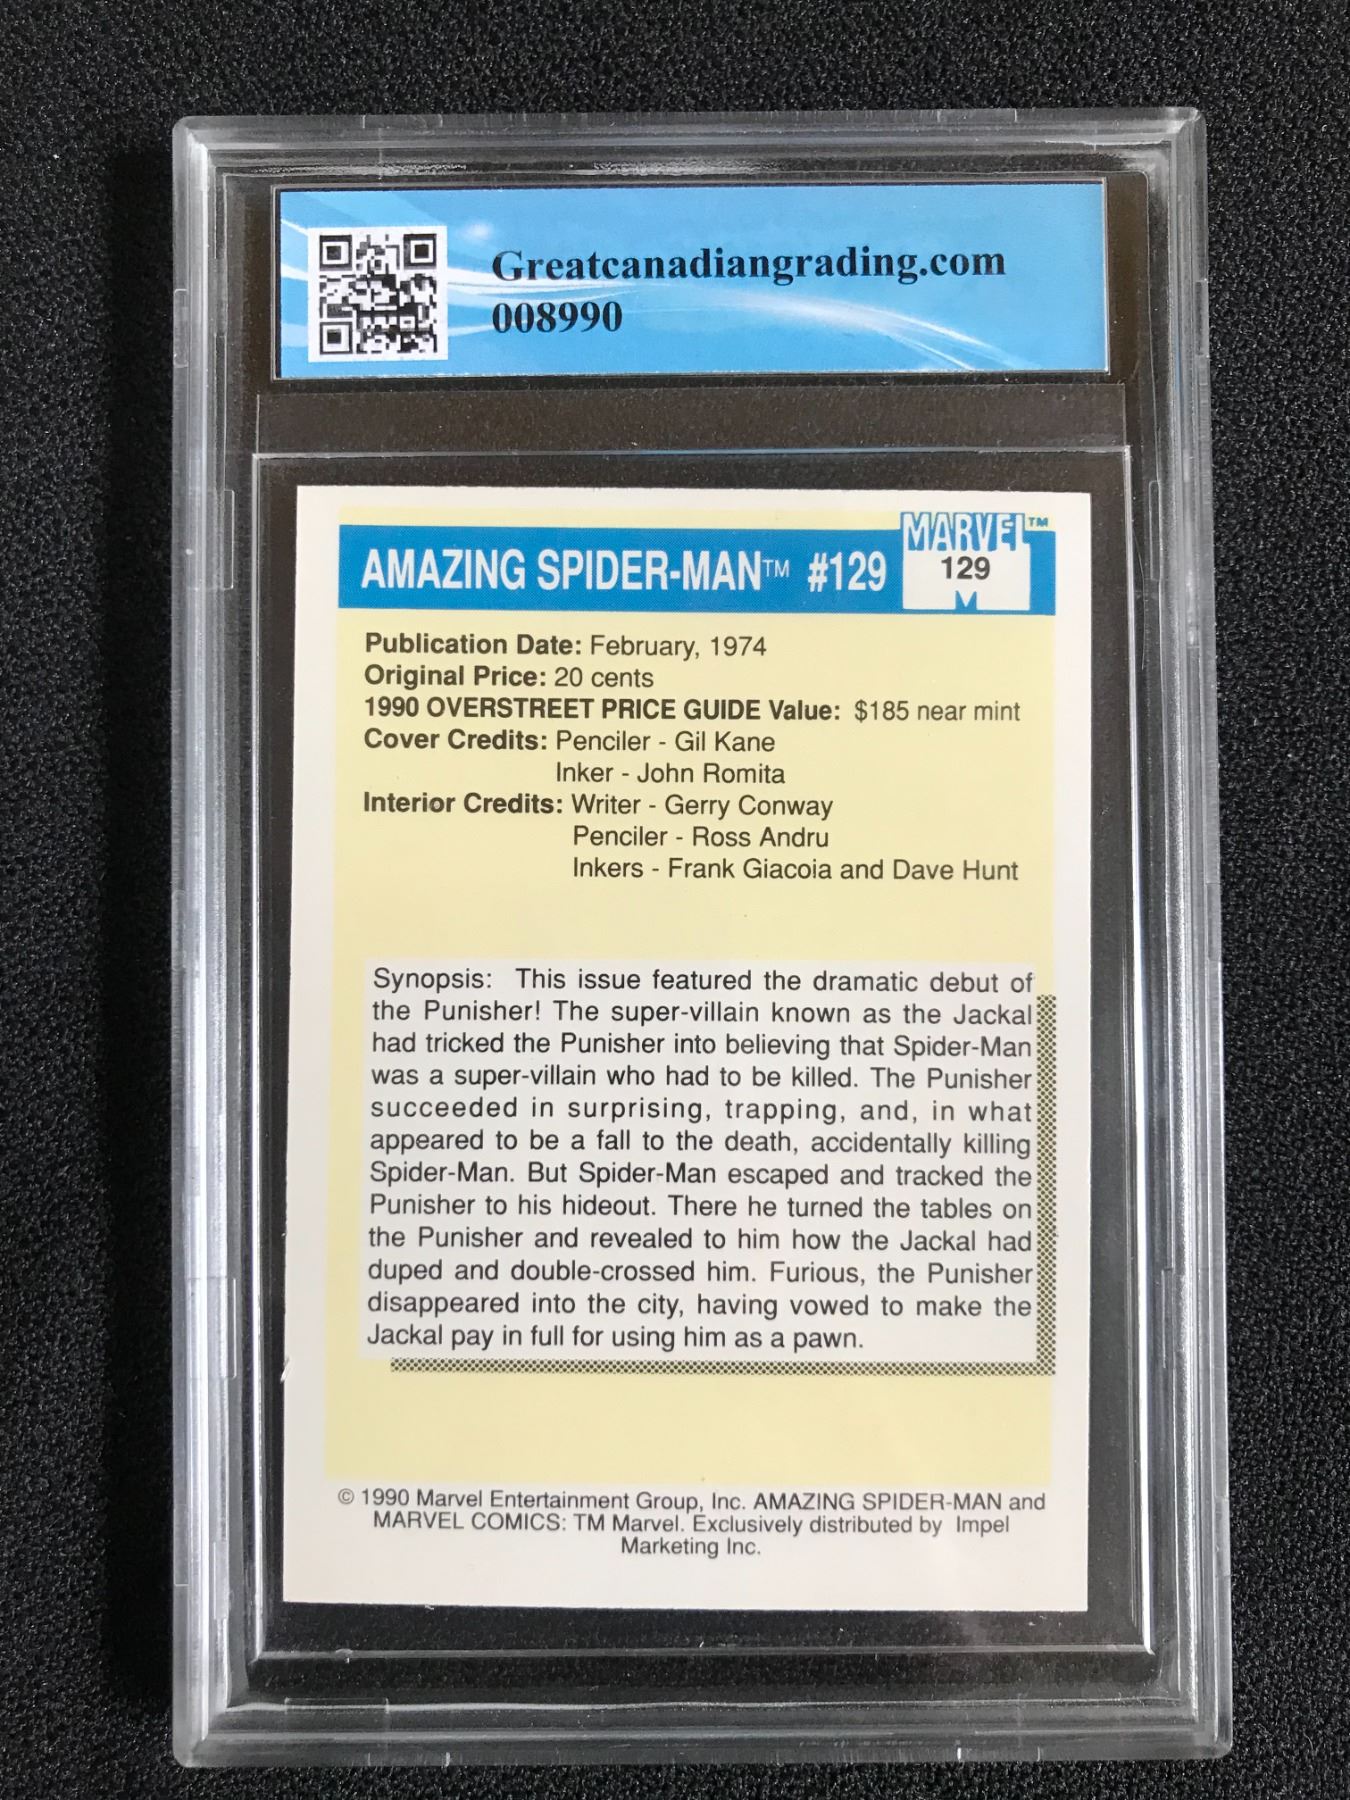 Greatcanadiangrading.com
008990
MARVEL™
AMAZING SPIDER-MAN™ #129
129
Publication Date: February, 1974
Original Price: 20 cents
1990 OVERSTREET PRICE GUIDE Value: $185 near mint
Cover Credits: Penciler - Gil Kane
Inker - John Romita
Interior Credits: Writer - Gerry Conway
Penciler - Ross Andru
Inkers - Frank Giacoia and Dave Hunt
Synopsis: This issue featured the dramatic debut of
the Punisher! The super-villain known as the Jackal
had tricked the Punisher into believing that Spider-Man
was a super-villain who had to be killed. The Punisher
succeeded in surprising, trapping, and, in what
appeared to be a fall to the death, accidentally killing
Spider-Man. But Spider-Man escaped and tracked the
Punisher to his hideout. There he turned the tables on
the Punisher and revealed to him how the Jackal had
duped and double-crossed him. Furious, the Punisher
disappeared into the city, having vowed to make the
Jackal pay in full for using him as a pawn.
© 1990 Marvel Entertainment Group, Inc. AMAZING SPIDER-MAN and
MARVEL COMICS: TM Marvel. Exclusively distributed by Impel
Marketing Inc.